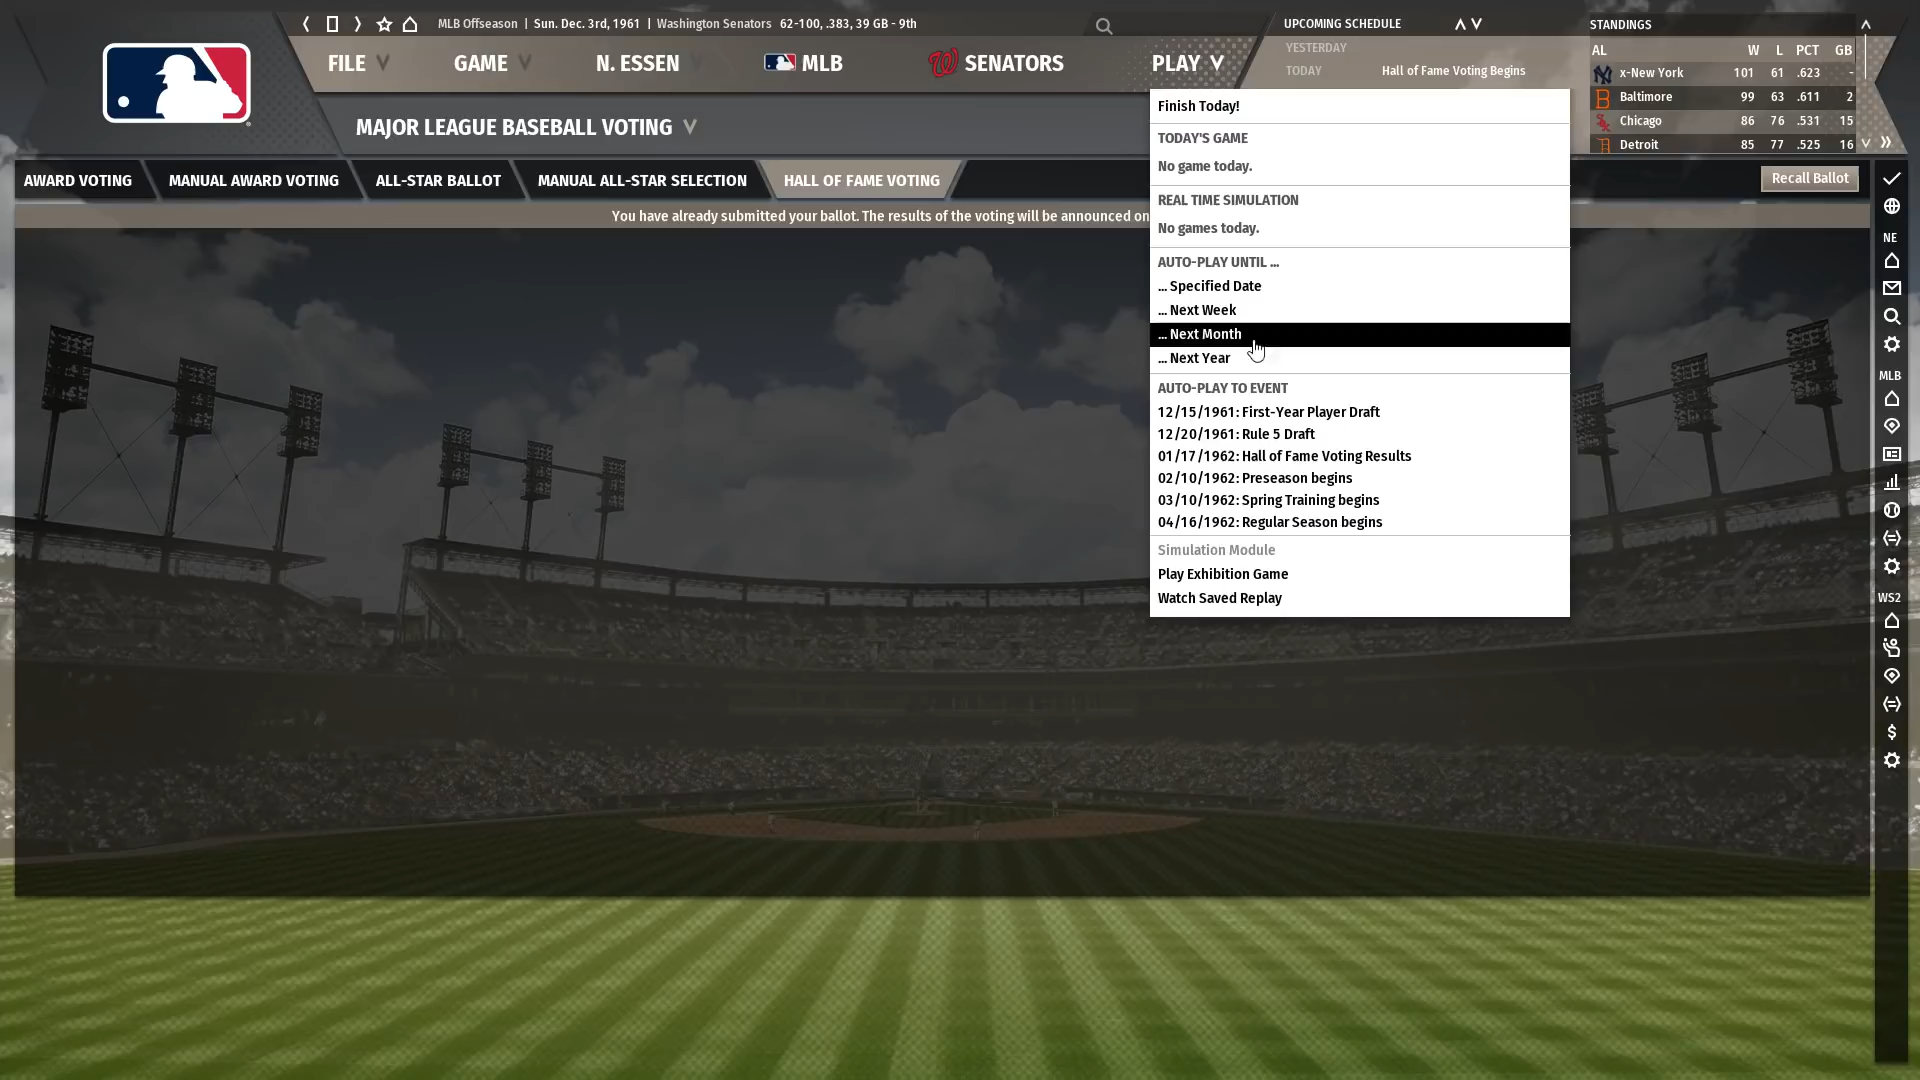 MLB Offseason | Sun. Dec. 3rd, 1961 | Washington Senators 62-100, .383, 39 GB - 9th
FILE GAME N. ESSEN MLB SENATORS PLAY
UPCOMING SCHEDULE
YESTERDAY
TODAY Hall of Fame Voting Begins
STANDINGS
AL W L PCT GB
x-New York 101 61 .623 -
Baltimore 99 63 .611 2
Chicago 86 76 .531 15
Detroit 85 77 .525 16
MAJOR LEAGUE BASEBALL VOTING
AWARD VOTING MANUAL AWARD VOTING ALL-STAR BALLOT MANUAL ALL-STAR SELECTION HALL OF FAME VOTING
Recall Ballot
You have already submitted your ballot. The results of the voting will be announced on
Finish Today!
TODAY'S GAME
No game today.
REAL TIME SIMULATION
No games today.
AUTO-PLAY UNTIL ...
... Specified Date
... Next Week
... Next Month
... Next Year
AUTO-PLAY TO EVENT
12/15/1961: First-Year Player Draft
12/20/1961: Rule 5 Draft
01/17/1962: Hall of Fame Voting Results
02/10/1962: Preseason begins
03/10/1962: Spring Training begins
04/16/1962: Regular Season begins
Simulation Module
Play Exhibition Game
Watch Saved Replay
NE
MLB
WS2
$